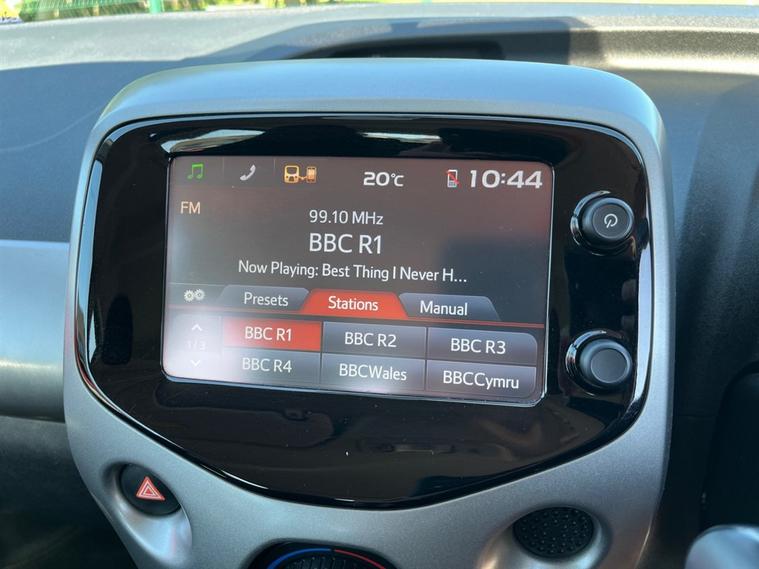 20°C 10:44
FM
99.10 MHz
BBC R1
Now Playing: Best Thing I Never H...
Presets Stations Manual
1/3
BBC R1 BBC R2 BBC R3
BBC R4 BBCWales BBCCymru